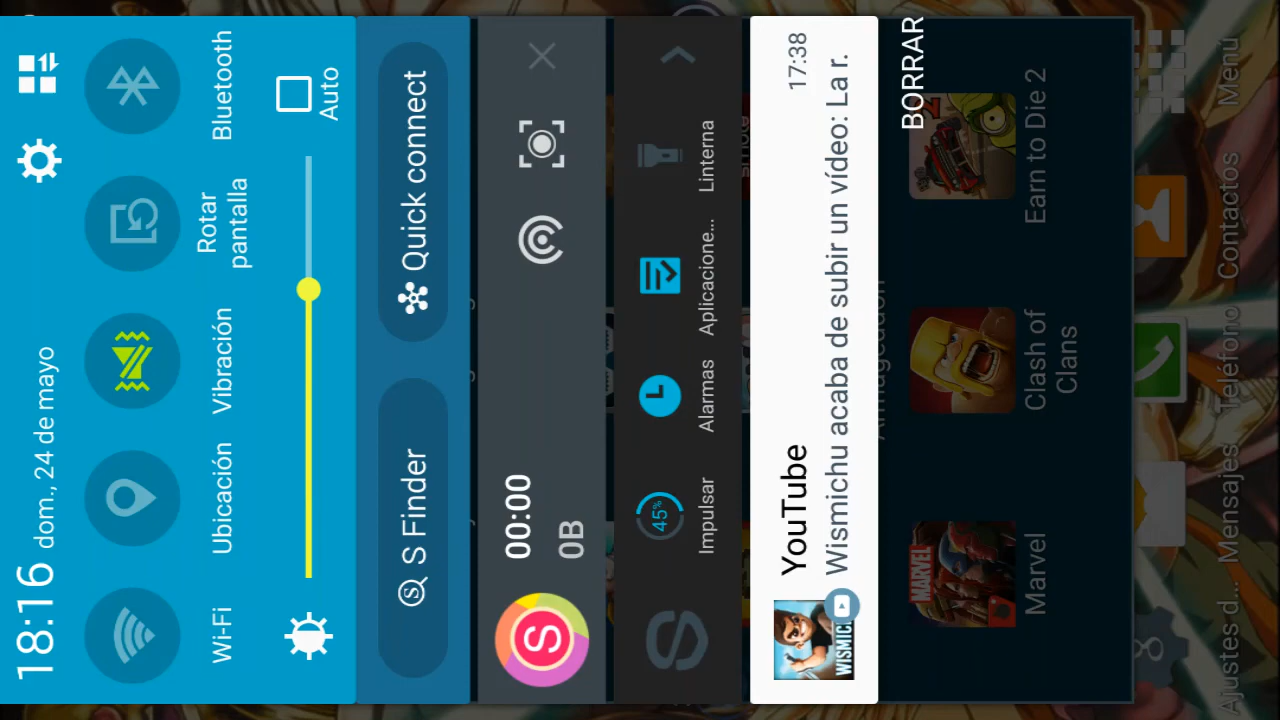 18:16 dom., 24 de mayo
Wi-Fi
Ubicación
Vibración
Rotar
pantalla
Bluetooth
Auto
S Finder
Quick connect
00:00
0B
45%
Impulsar
Alarmas
Aplicacione...
Linterna
YouTube
17:38
Wismichu acaba de subir un vídeo: La r.
WISMICH
BORRAR
MARVEL
Marvel
Clash of
Clans
Earn to Die 2
Ajustes d...
Mensajes
Teléfono
Contactos
Menú